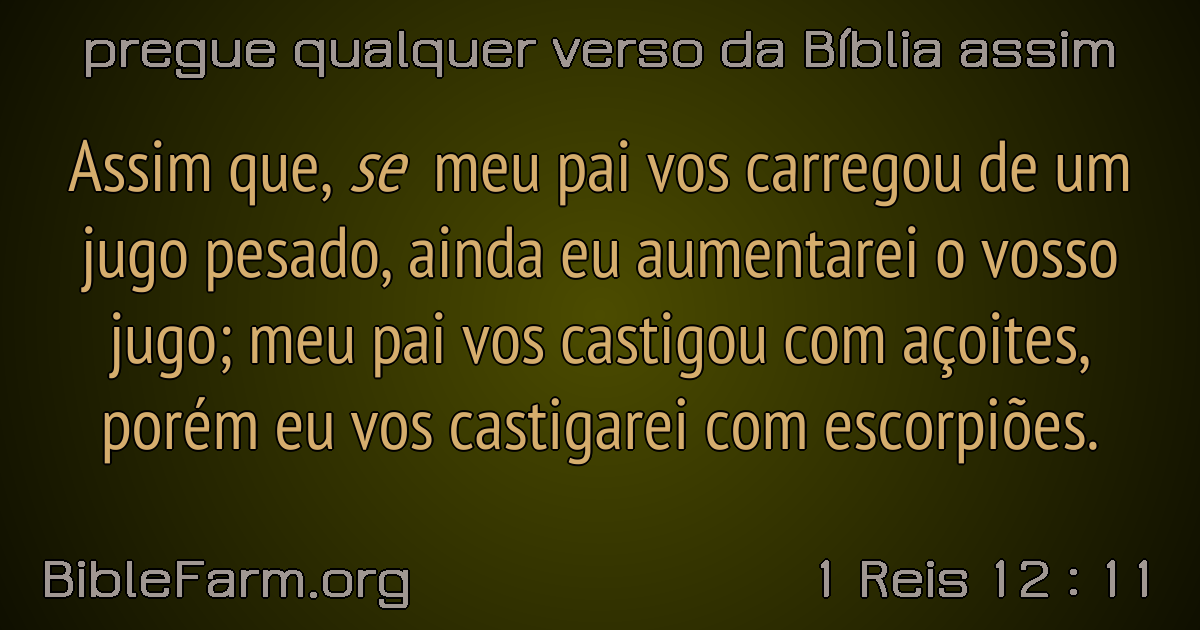 pregue qualquer verso da Bíblia assim
Assim que, se meu pai vos carregou de um
jugo pesado, ainda eu aumentarei o vosso
jugo; meu pai vos castigou com açoites,
porém eu vos castigarei com escorpiões.
BibleFarm.org
1 Reis 12 : 11